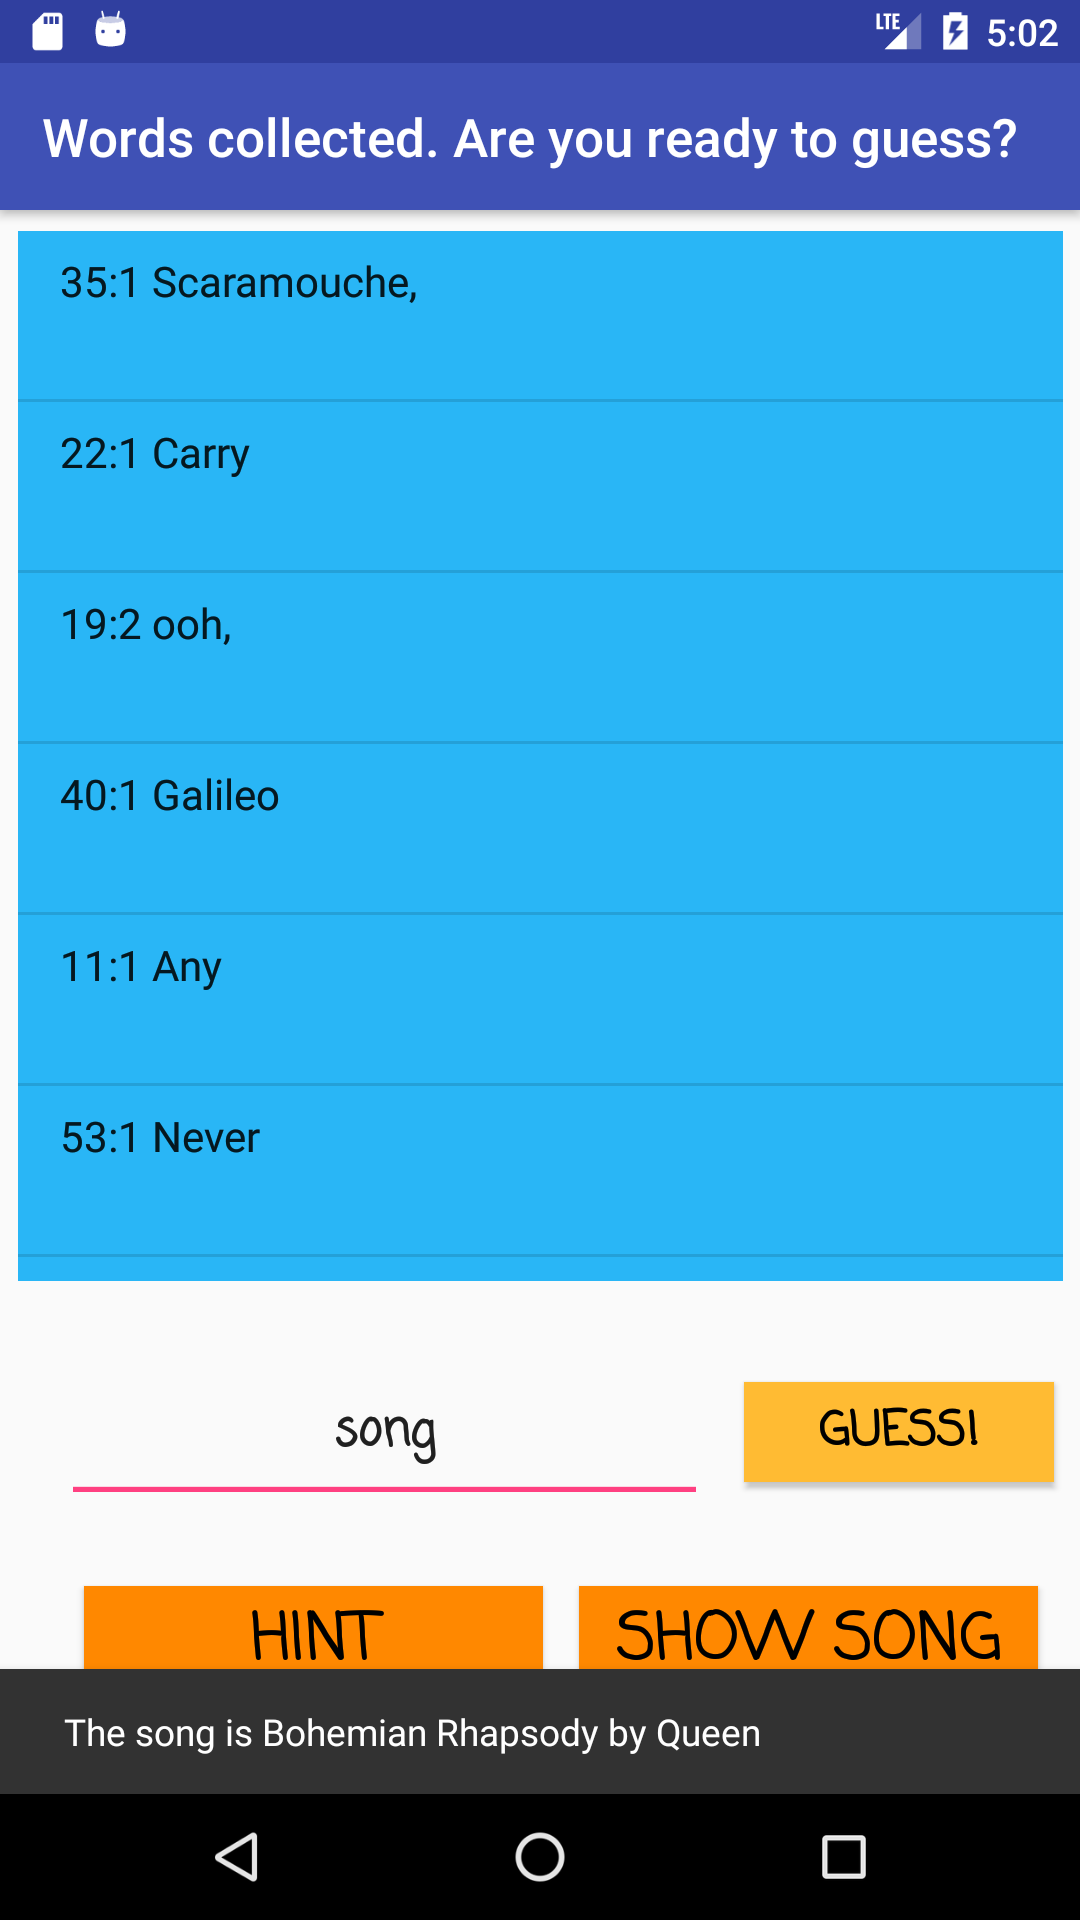 LTE 5:02
Words collected. Are you ready to guess?
35:1 Scaramouche,
22:1 Carry
19:2 ooh,
40:1 Galileo
11:1 Any
53:1 Never
song
GUESS!
HINT
SHOW SONG
The song is Bohemian Rhapsody by Queen